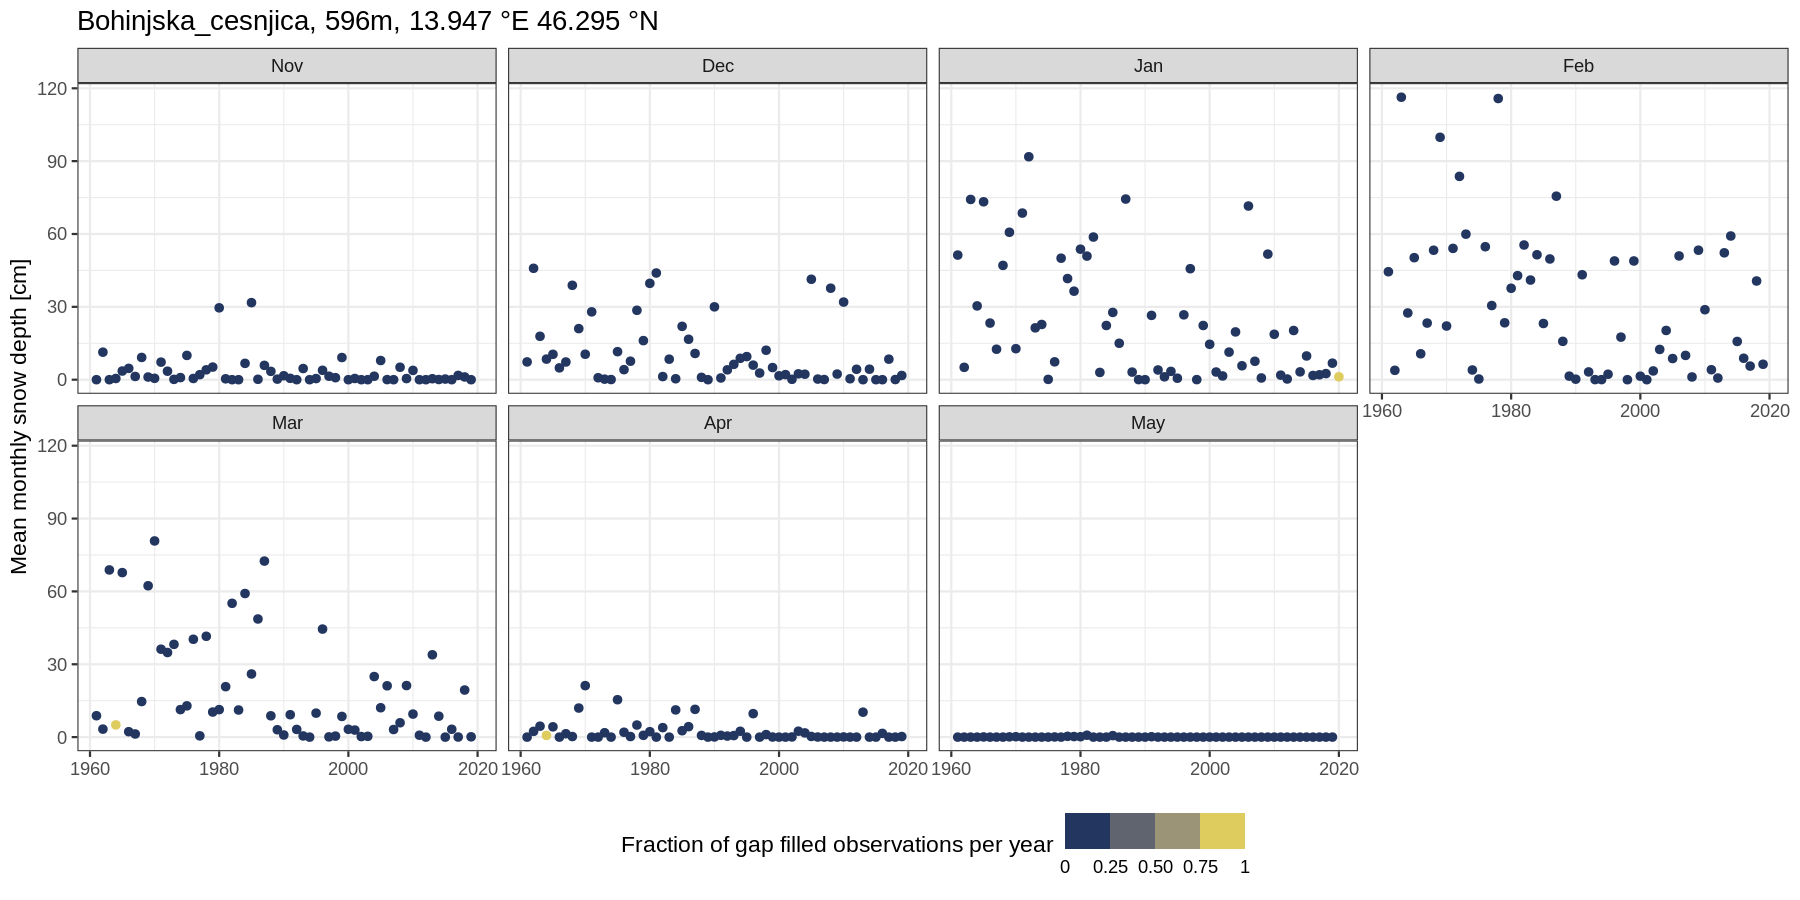 Bohinjska_cesnjica, 596m, 13.947 °E 46.295 °N
Nov Dec Jan Feb
120
90
60
30
0
1960 1980 2000 2020
Mean monthly snow depth [cm]
Mar Apr May
120
90
60
30
0
1960 1980 2000 2020 1960 1980 2000 2020 1960 1980 2000 2020
Fraction of gap filled observations per year
0 0.25 0.50 0.75 1